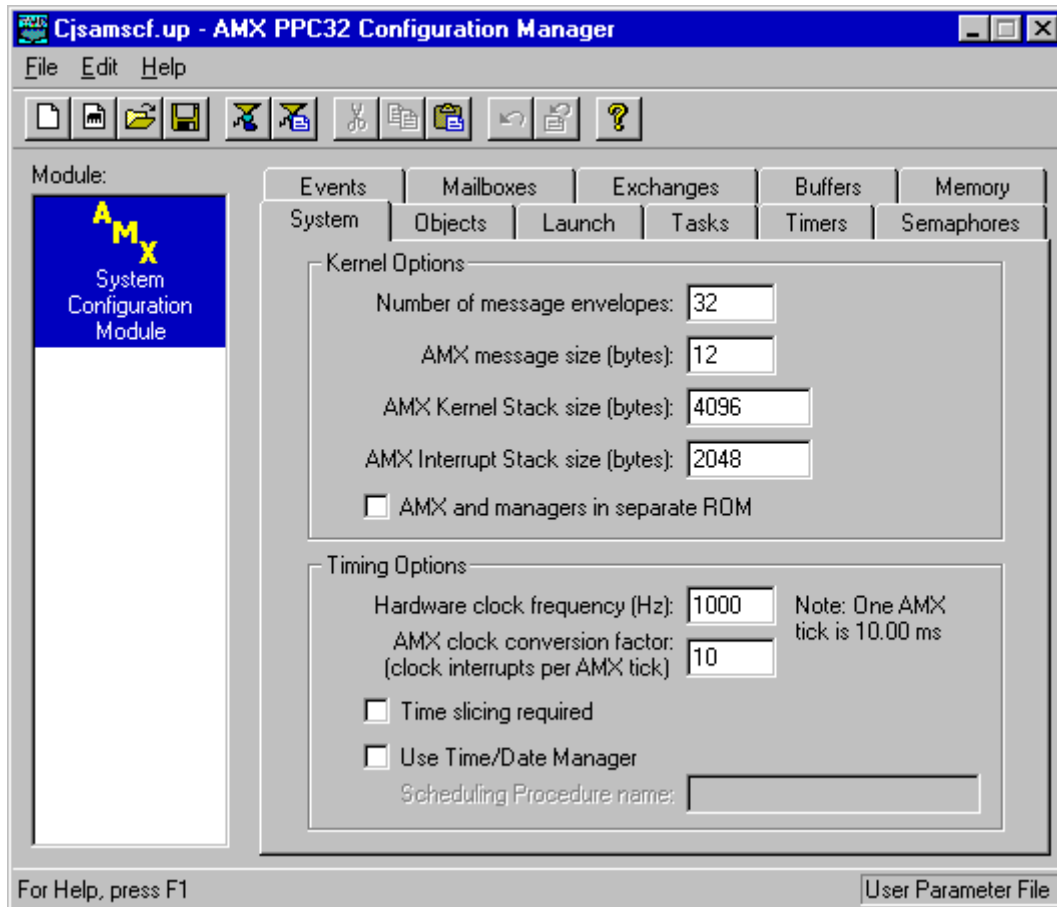 Cjsamscf.up - AMX PPC32 Configuration Manager
File Edit Help
Module:
AMX
System
Configuration
Module
Events Mailboxes Exchanges Buffers Memory
System Objects Launch Tasks Timers Semaphores
Kernel Options
Number of message envelopes: 32
AMX message size (bytes): 12
AMX Kernel Stack size (bytes): 4096
AMX Interrupt Stack size (bytes): 2048
AMX and managers in separate ROM
Timing Options
Hardware clock frequency (Hz): 1000 Note: One AMX
tick is 10.00 ms
AMX clock conversion factor:
(clock interrupts per AMX tick) 10
Time slicing required
Use Time/Date Manager
Scheduling Procedure name:
For Help, press F1 User Parameter File